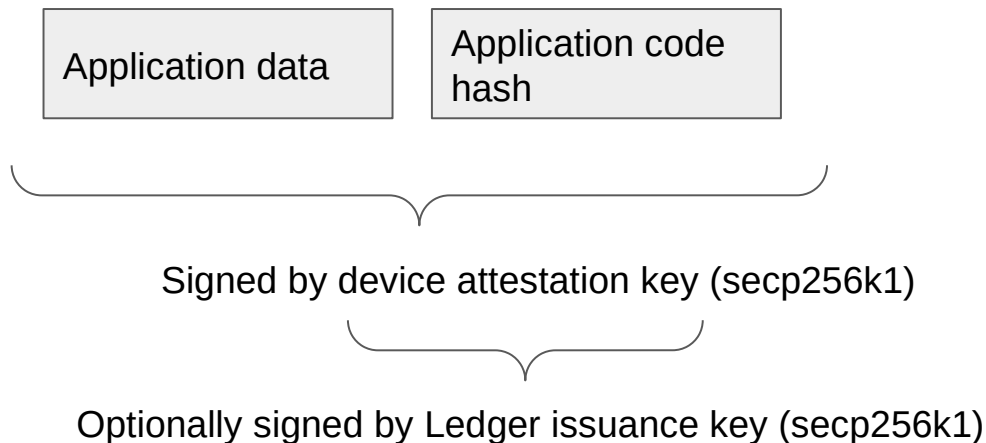 Application data
Application code
hash
Signed by device attestation key (secp256k1)
Optionally signed by Ledger issuance key (secp256k1)